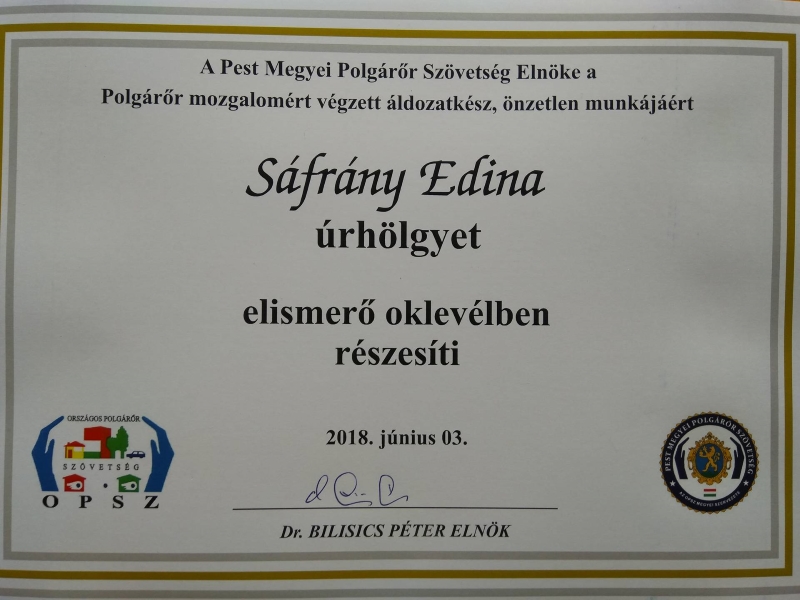 A Pest Megyei Polgárőr Szövetség Elnöke a
Polgárőr mozgalomért végzett áldozatkész, önzetlen munkájáért
Sáfrány Edina
úrhölgyet
elismerő oklevélben
részesíti
2018. június 03.
ORSZÁGOS POLGÁRŐR
SZÖVETSÉG
OPSZ
PEST MEGYEI POLGÁRŐR SZÖVETSÉG
Dr. BILISICS PÉTER ELNÖK